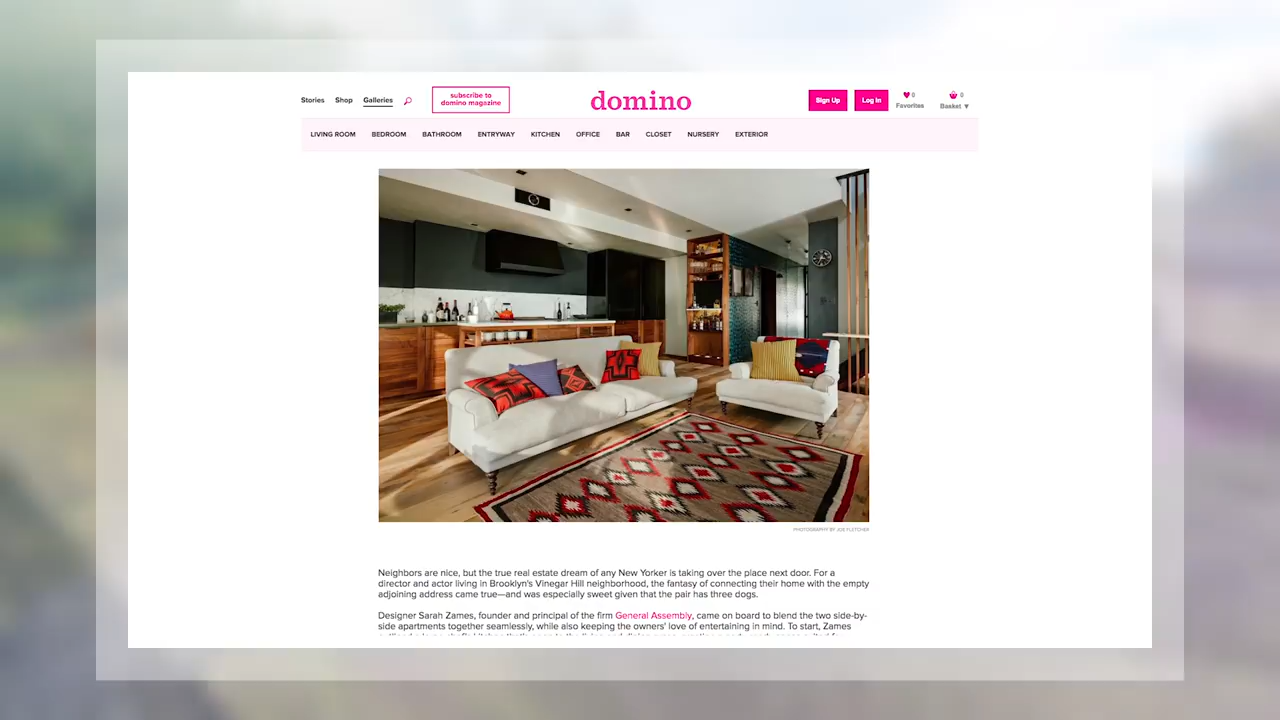 Stories Shop Galleries
subscribe to
domino magazine
domino
Sign Up Log In
0
Favorites
0
Basket ▼
LIVING ROOM BEDROOM BATHROOM ENTRYWAY KITCHEN OFFICE BAR CLOSET NURSERY EXTERIOR
PHOTOGRAPHY BY JOE FLETCHER
Neighbors are nice, but the true real estate dream of any New Yorker is taking over the place next door. For a
director and actor living in Brooklyn's Vinegar Hill neighborhood, the fantasy of connecting their home with the empty
adjoining address came true—and was especially sweet given that the pair has three dogs.
Designer Sarah Zames, founder and principal of the firm General Assembly, came on board to blend the two side-by-
side apartments together seamlessly, while also keeping the owners' love of entertaining in mind. To start, Zames